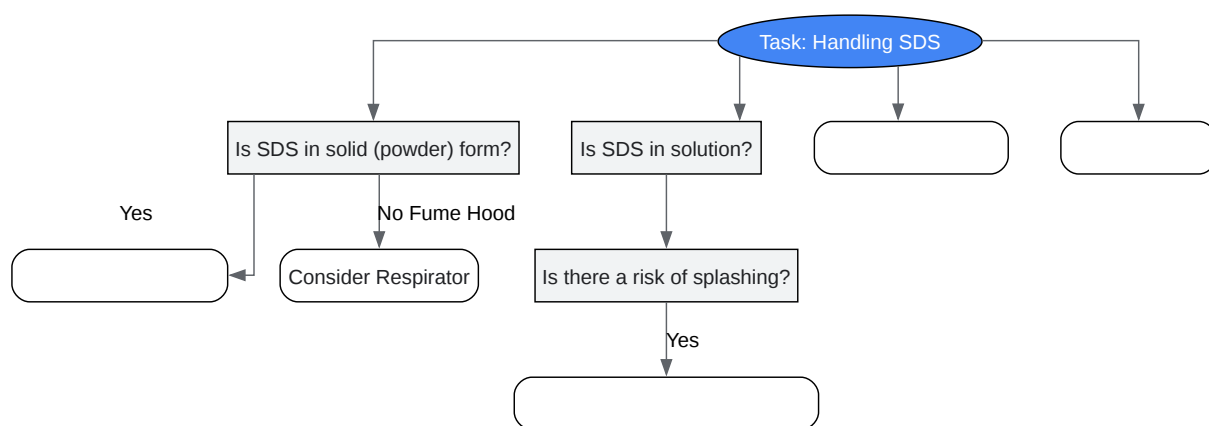 Task: Handling SDS
Is SDS in solid (powder) form?
Is SDS in solution?
Yes
No Fume Hood
Consider Respirator
Is there a risk of splashing?
Yes